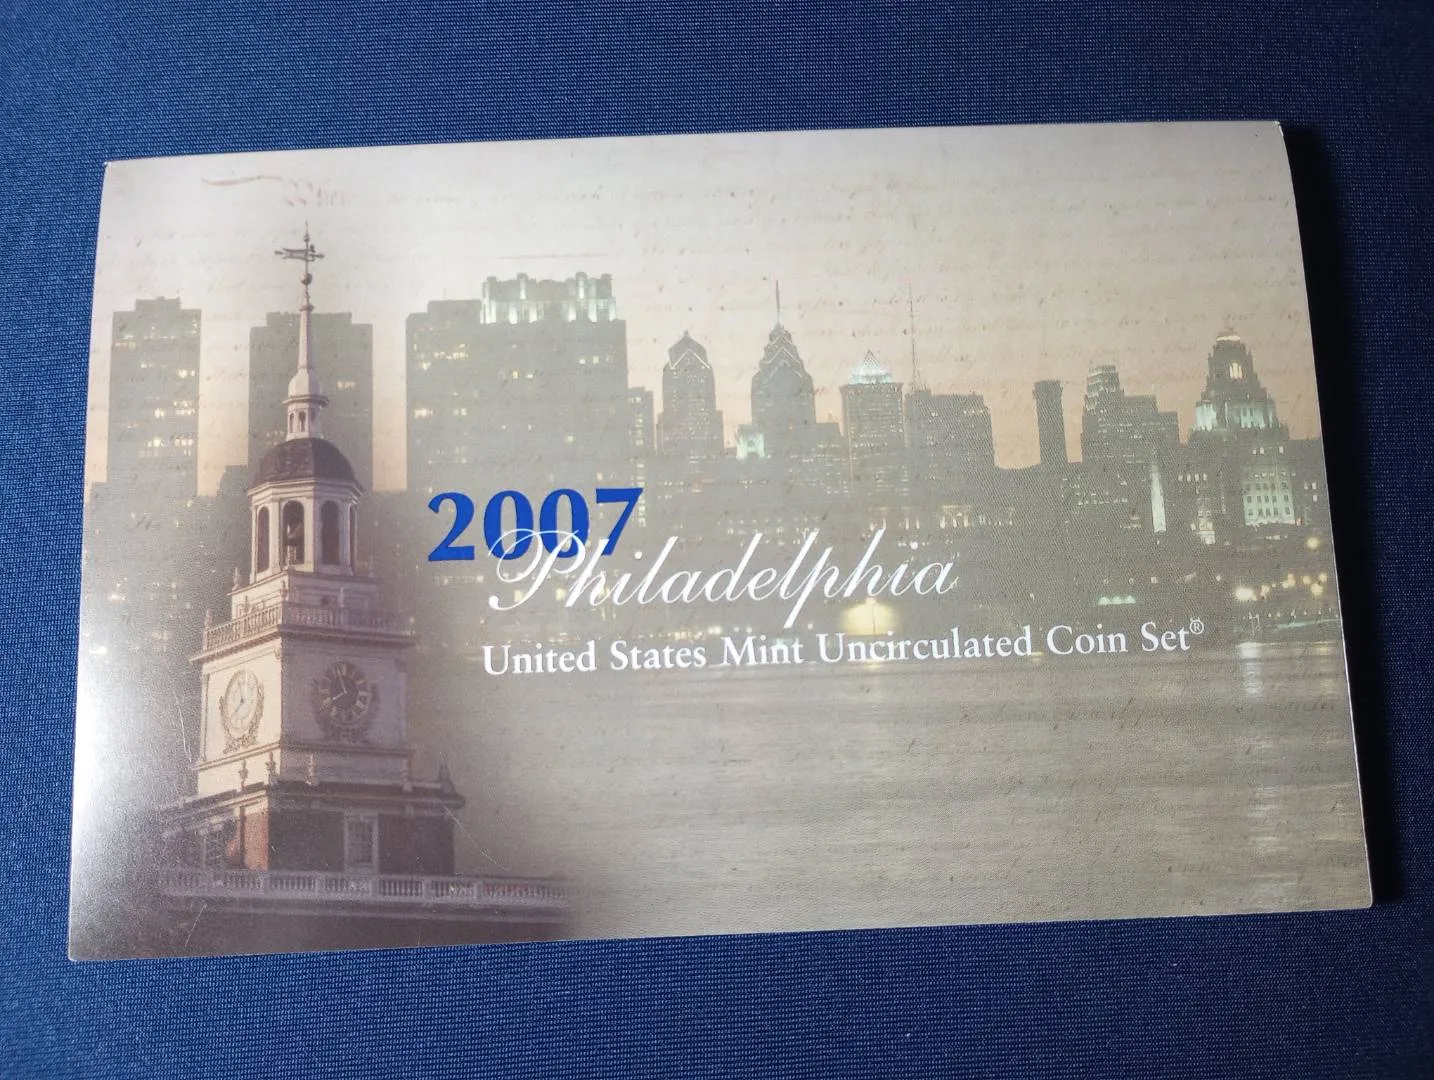 2007
Philadelphia
United States Mint Uncirculated Coin Set®